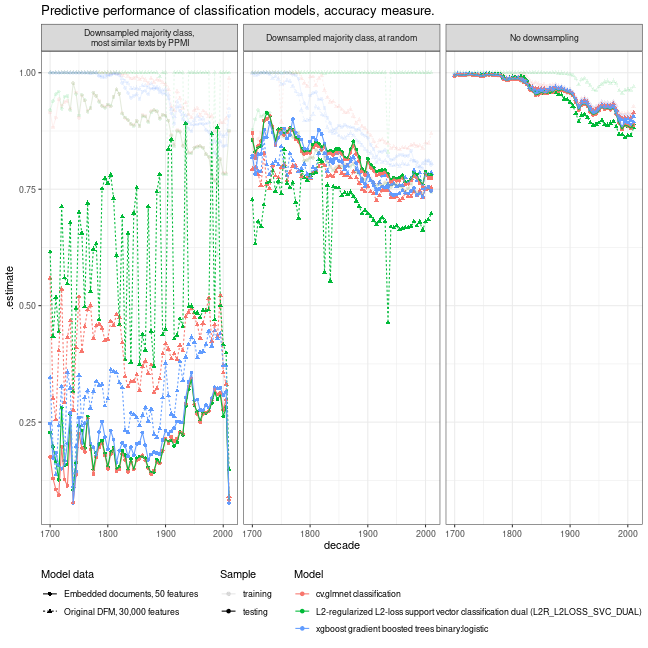 Predictive performance of classification models, accuracy measure.
Downsampled majority class,
most similar texts by PPMI
Downsampled majority class, at random
No downsampling
1.00
0.75
0.50
0.25
.estimate
1700
1800
1900
2000
1700
1800
1900
2000
1700
1800
1900
2000
decade
Model data
Embedded documents, 50 features
Original DFM, 30,000 features
Sample
training
testing
Model
cv.glmnet classification
L2-regularized L2-loss support vector classification dual (L2R_L2LOSS_SVC_DUAL)
xgboost gradient boosted trees binary:logistic